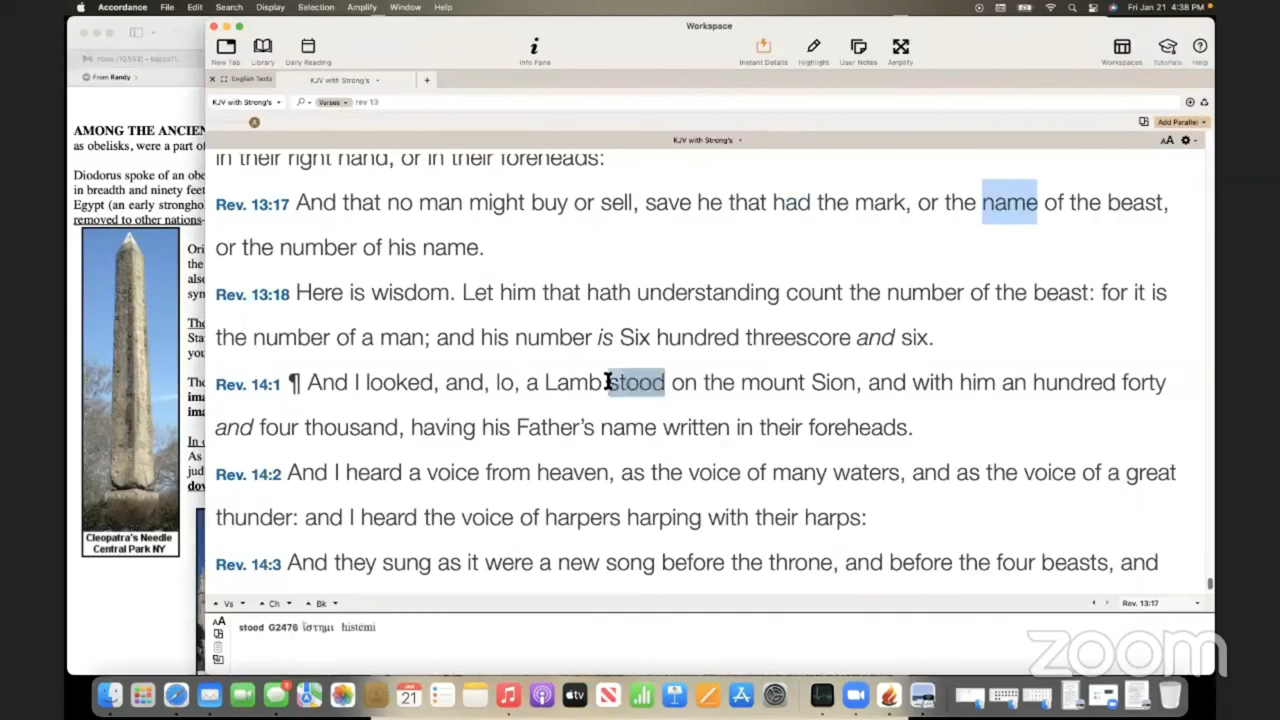 Accordance File Edit Search Display Selection Amplify Window Help
Fri Jan 21 4:38 PM
Workspace
New Tab Library Daily Reading Info Pane Instant Details Highlight User Notes Amplify Workspaces Tutorials Help
English Texts KJV with Strong's
From Randy
KJV with Strong's Verses rev 13
Add Parallel
KJV with Strong's
AA
AMONG THE ANCIEN
as obelisks, were a part of
Diodorus spoke of an obe
in breadth and ninety feet
Egypt (an early strongh
removed to other nations
Cleopatra's Needle
Central Park NY
in their right hand, or in their foreheads:
Rev. 13:17 And that no man might buy or sell, save he that had the mark, or the name of the beast,
or the number of his name.
Rev. 13:18 Here is wisdom. Let him that hath understanding count the number of the beast: for it is
the number of a man; and his number is Six hundred threescore and six.
Rev. 14:1 ¶ And I looked, and, lo, a Lamb stood on the mount Sion, and with him an hundred forty
and four thousand, having his Father's name written in their foreheads.
Rev. 14:2 And I heard a voice from heaven, as the voice of many waters, and as the voice of a great
thunder: and I heard the voice of harpers harping with their harps:
Rev. 14:3 And they sung as it were a new song before the throne, and before the four beasts, and
Vs Ch Bk Rev. 13:17
stood G2476 ἵστημι histemi
zoom